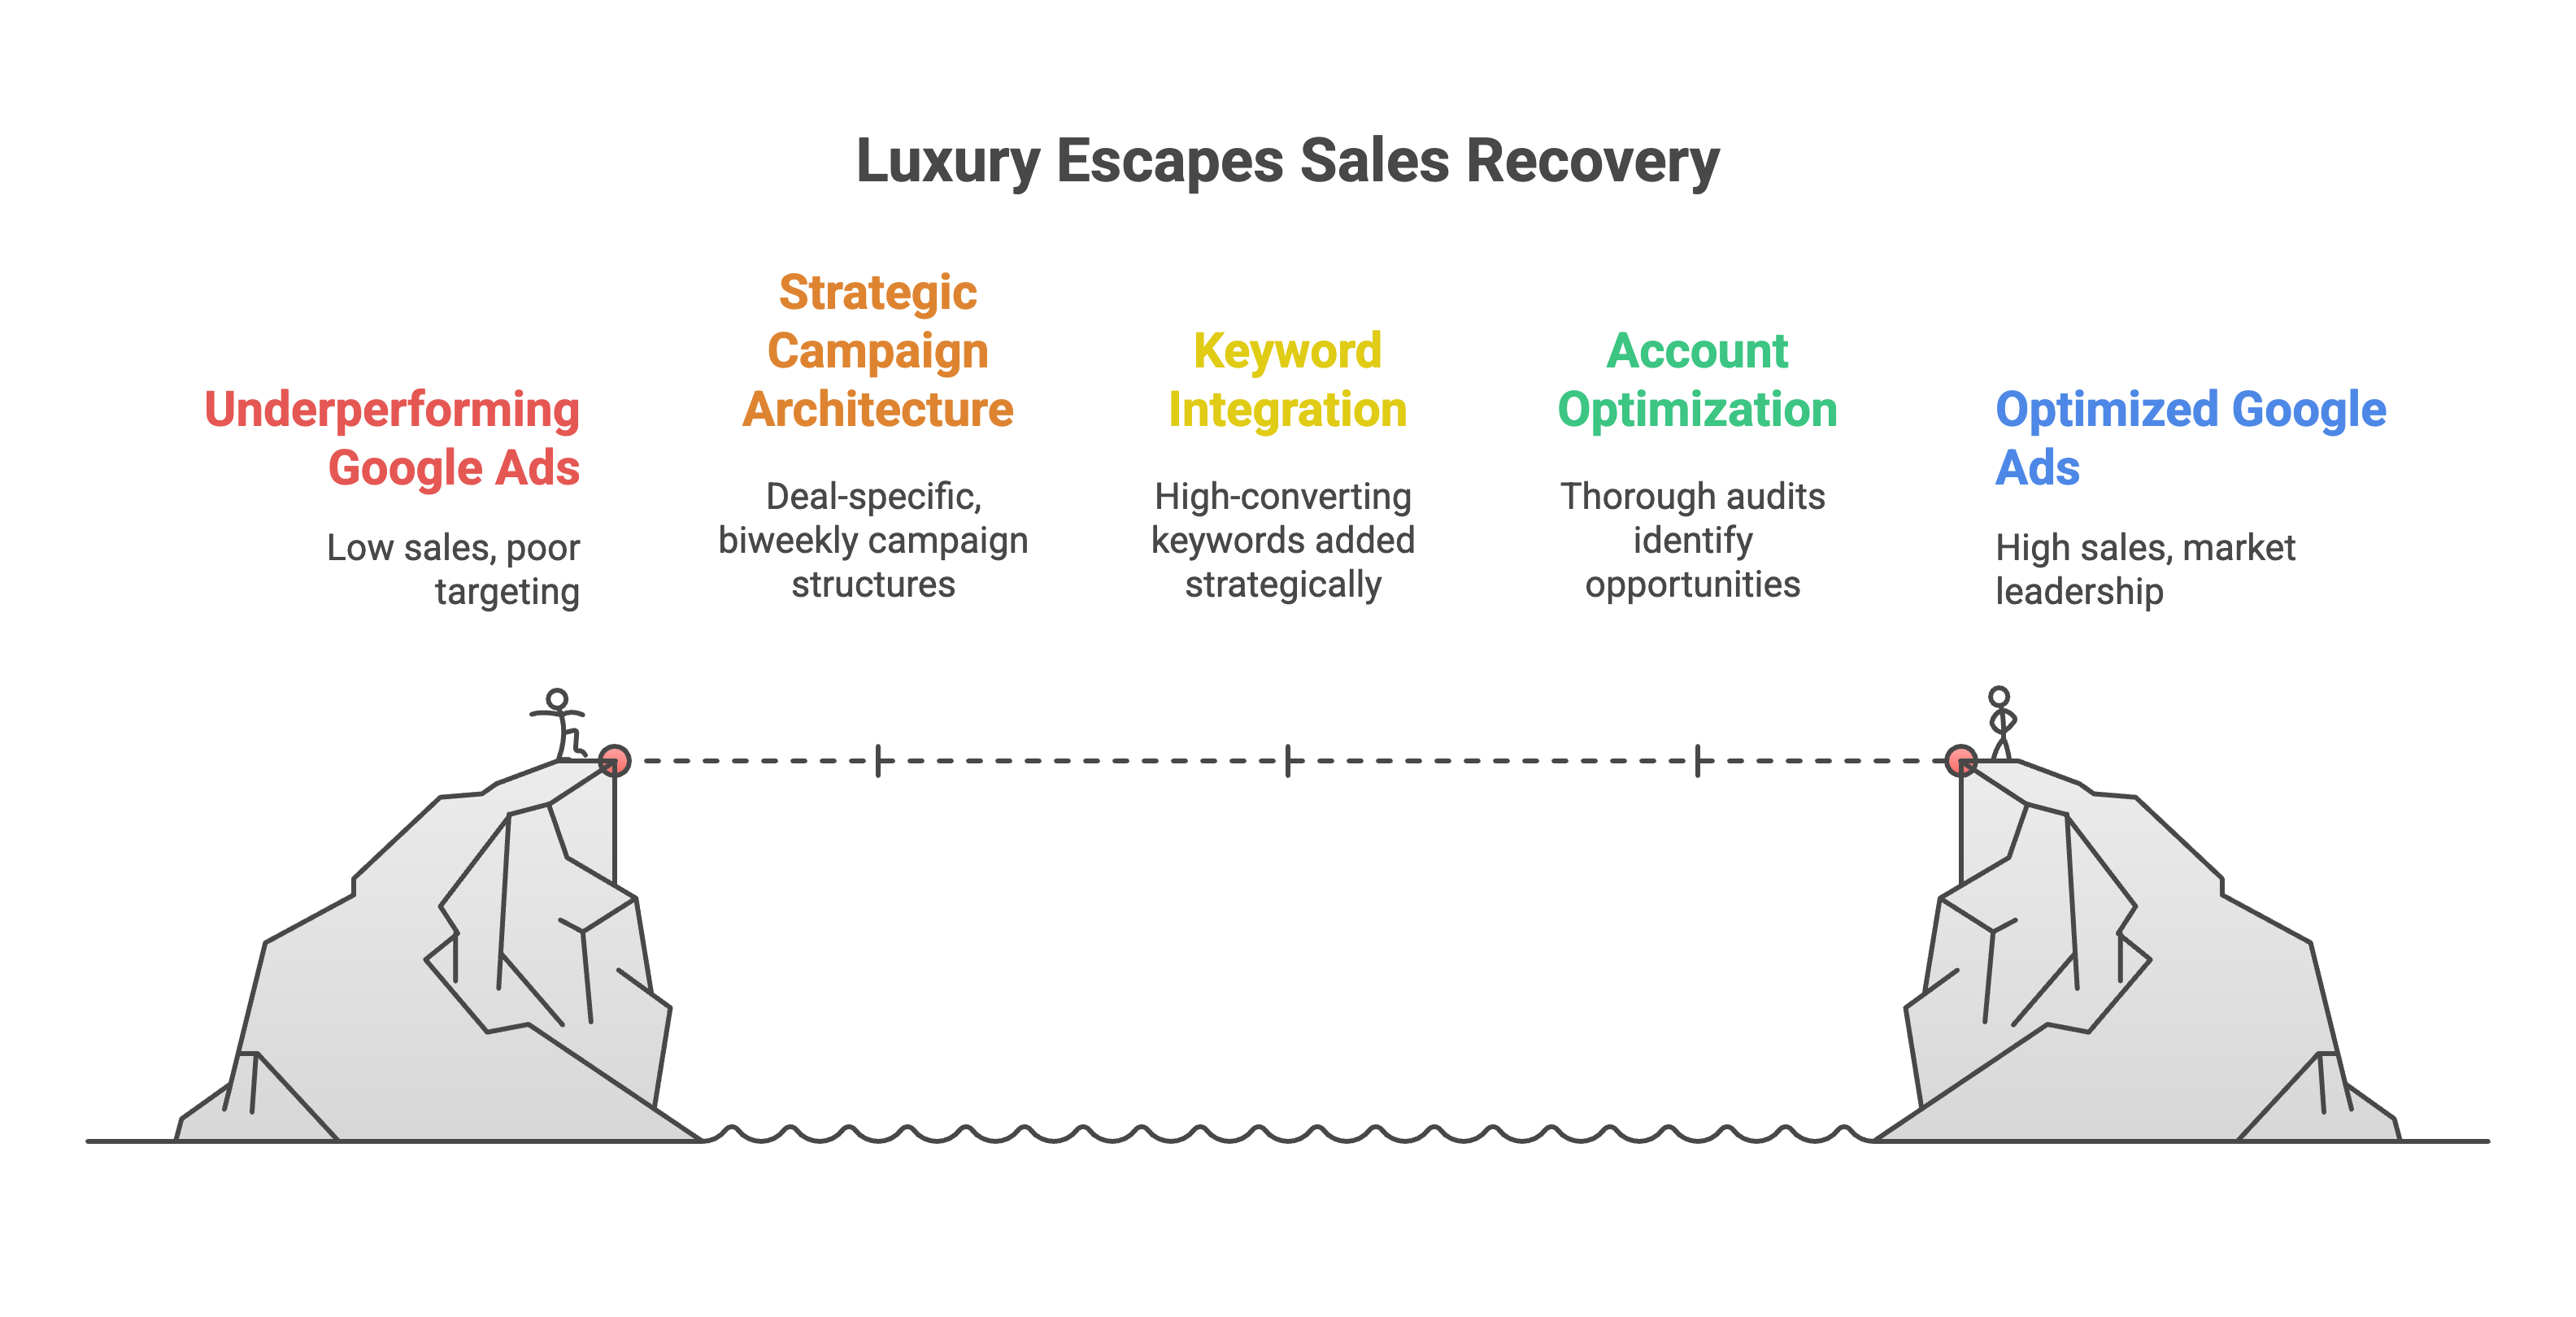 Luxury Escapes Sales Recovery
Underperforming
Google Ads
Low sales, poor
targeting
Strategic
Campaign
Architecture
Deal-specific,
biweekly campaign
structures
Keyword
Integration
High-converting
keywords added
strategically
Account
Optimization
Thorough audits
identify
opportunities
Optimized Google
Ads
High sales, market
leadership